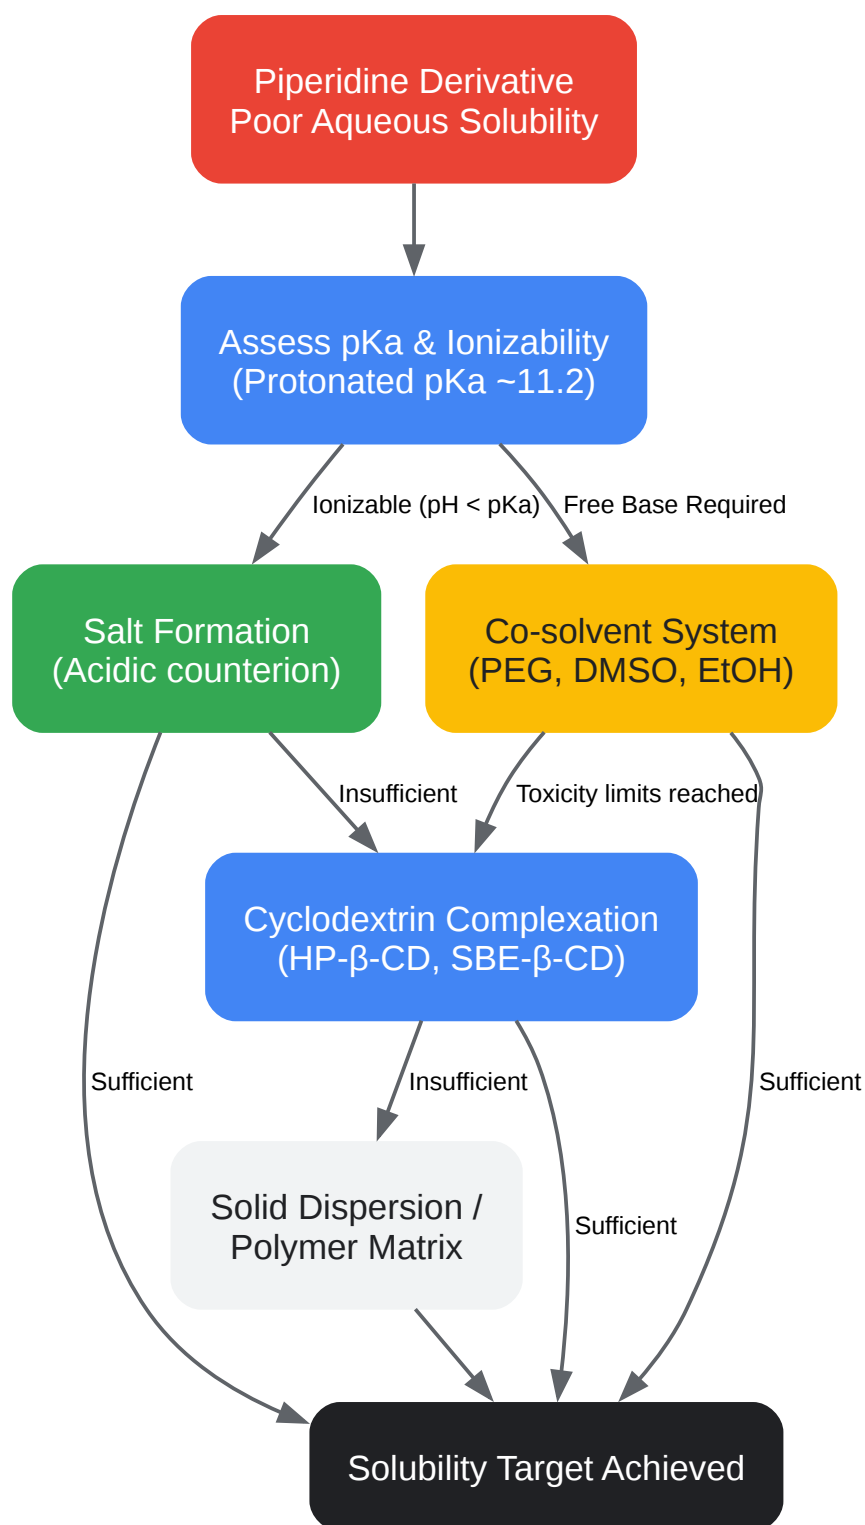 Piperidine Derivative
Poor Aqueous Solubility
Assess pKa & Ionizability
(Protonated pKa ~11.2)
Ionizable (pH < pKa)
Free Base Required
Salt Formation
(Acidic counterion)
Co-solvent System
(PEG, DMSO, EtOH)
Insufficient
Toxicity limits reached
Cyclodextrin Complexation
(HP-β-CD, SBE-β-CD)
Sufficient
Insufficient
Sufficient
Solid Dispersion /
Polymer Matrix
Sufficient
Solubility Target Achieved